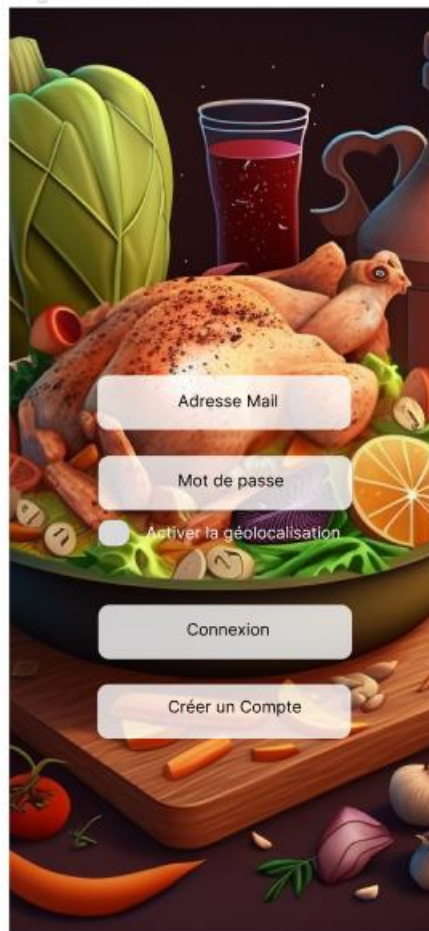 Adresse Mail
Mot de passe
Activer la géolocalisation
Connexion
Créer un Compte